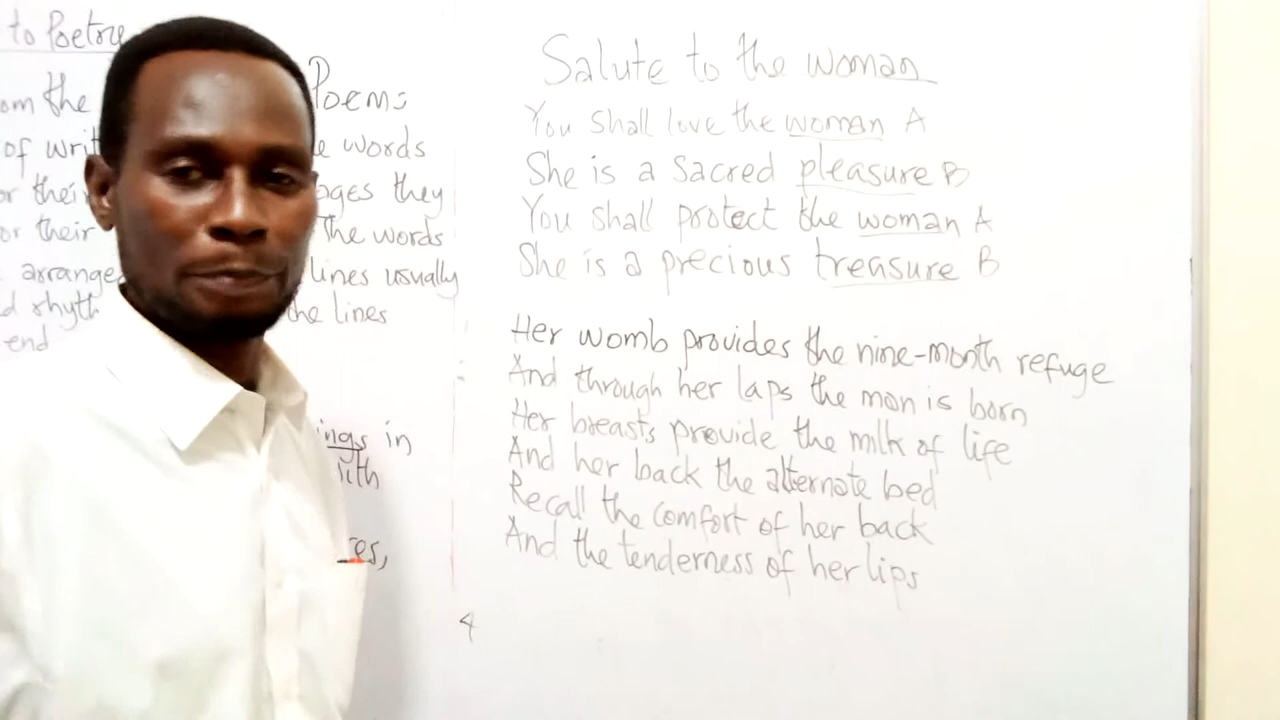 to Poetry
om the Poems
of writ e words
or thei ages they
or their The words
arrange lines usually
d rhyth the lines
end
ings in
ith
res,
Salute to the woman
You shall love the woman A
She is a sacred pleasure B
You shall protect the woman A
She is a precious treasure B
Her womb provides the nine-month refuge
And through her laps the man is born
Her breasts provide the milk of life
And her back the alternate bed
Recall the comfort of her back
And the tenderness of her lips
4